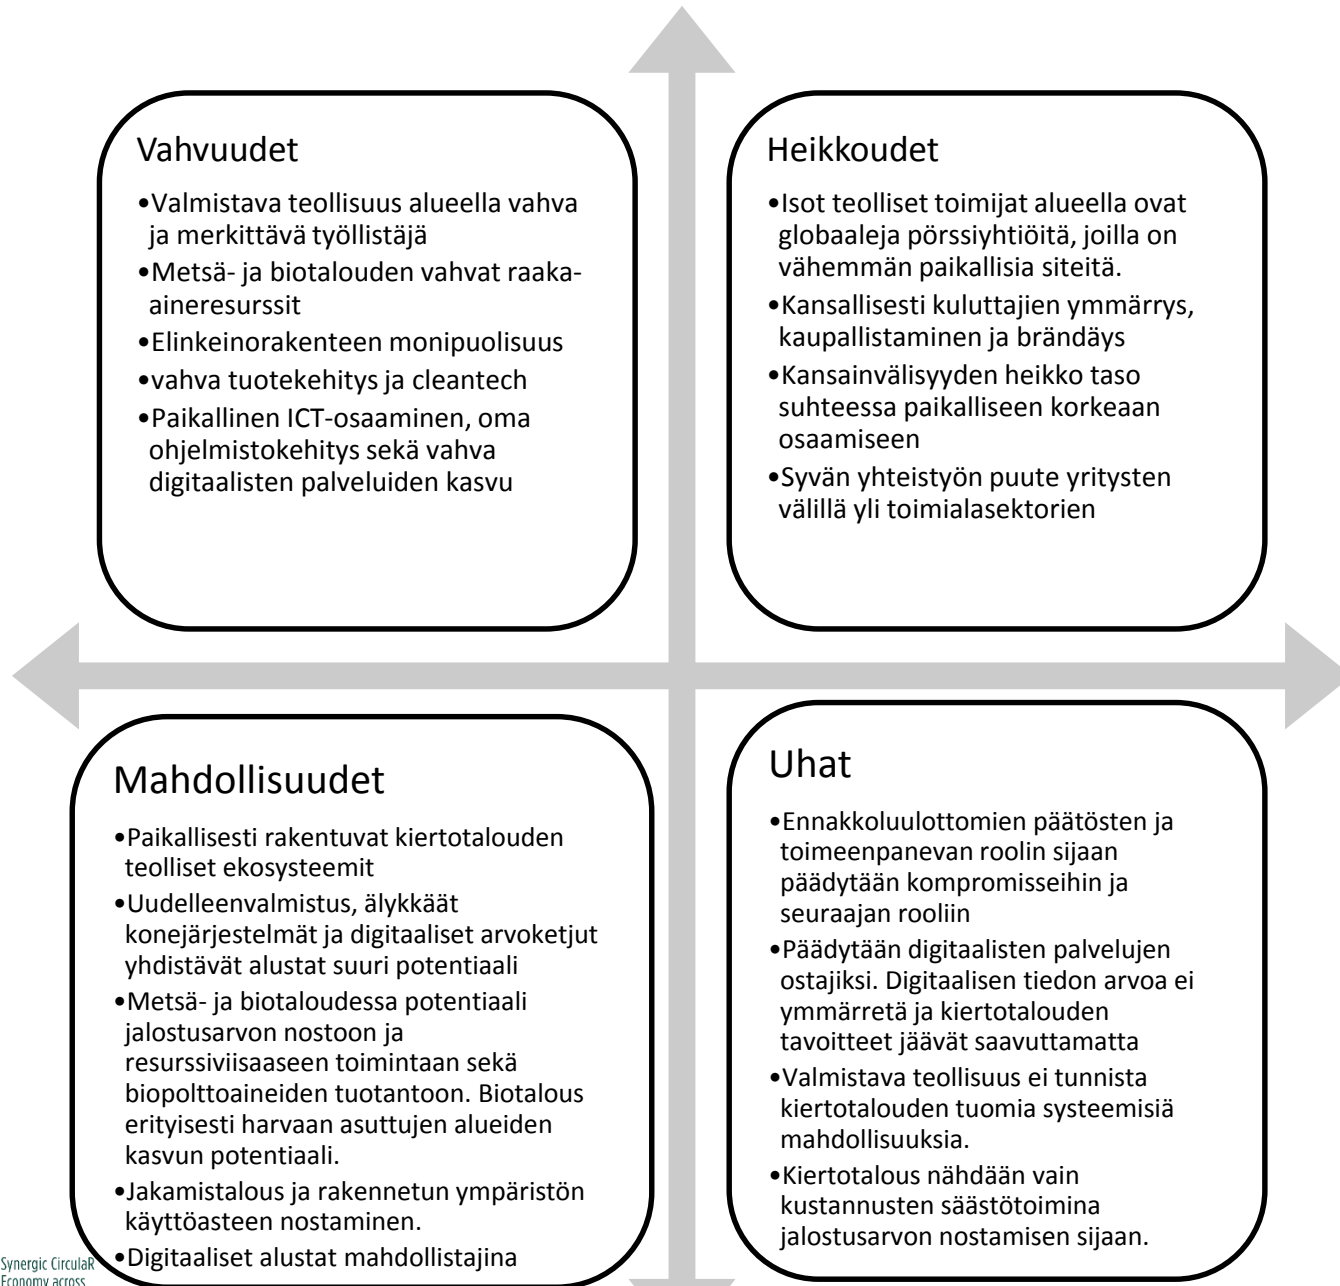 Vahvuudet
•Valmistava teollisuus alueella vahva
ja merkittävä työllistäjä
•Metsä- ja biotalouden vahvat raaka-
aineresurssit
•Elinkeinorakenteen monipuolisuus
•vahva tuotekehitys ja cleantech
•Paikallinen ICT-osaaminen, oma
ohjelmistokehitys sekä vahva
digitaalisten palveluiden kasvu
Heikkoudet
•Isot teolliset toimijat alueella ovat
globaaleja pörssiyhtiöitä, joilla on
vähemmän paikallisia siteitä.
•Kansallisesti kuluttajien ymmärrys,
kaupallistaminen ja brändäys
•Kansainvälisyyden heikko taso
suhteessa paikalliseen korkeaan
osaamiseen
•Syvän yhteistyön puute yritysten
välillä yli toimialasektorien
Mahdollisuudet
•Paikallisesti rakentuvat kiertotalouden
teolliset ekosysteemit
•Uudelleenvalmistus, älykkäät
konejärjestelmät ja digitaaliset arvoketjut
yhdistävät alustat suuri potentiaali
•Metsä- ja biotaloudessa potentiaali
jalostusarvon nostoon ja
resurssiviisaaseen toimintaan sekä
biopolttoaineiden tuotantoon. Biotalous
erityisesti harvaan asuttujen alueiden
kasvun potentiaali.
•Jakamistalous ja rakennetun ympäristön
käyttöasteen nostaminen.
•Digitaaliset alustat mahdollistajina
Uhat
•Ennakkoluulottomien päätösten ja
toimeenpanevan roolin sijaan
päädytään kompromisseihin ja
seuraajan rooliin
•Päädytään digitaalisten palvelujen
ostajiksi. Digitaalisen tiedon arvoa ei
ymmärretä ja kiertotalouden
tavoitteet jäävät saavuttamatta
•Valmistava teollisuus ei tunnista
kiertotalouden tuomia systeemisiä
mahdollisuuksia.
•Kiertotalous nähdään vain
kustannusten säästötoimina
jalostusarvon nostamisen sijaan.
Synergic CirculaR
Economy across